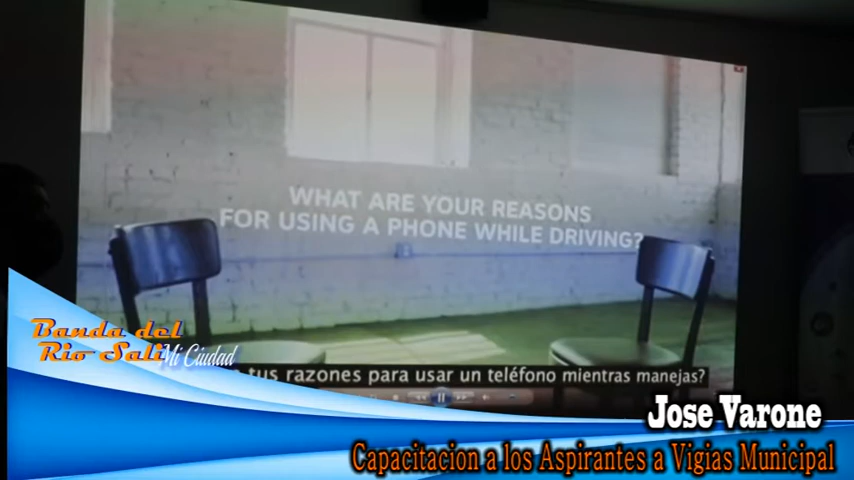 WHAT ARE YOUR REASONS
FOR USING A PHONE WHILE DRIVING?
tus razones para usar un teléfono mientras manejas?
Banda del
Rio Sali Mi Ciudad
Jose Varone
Capacitacion a los Aspirantes a Vigias Municipal